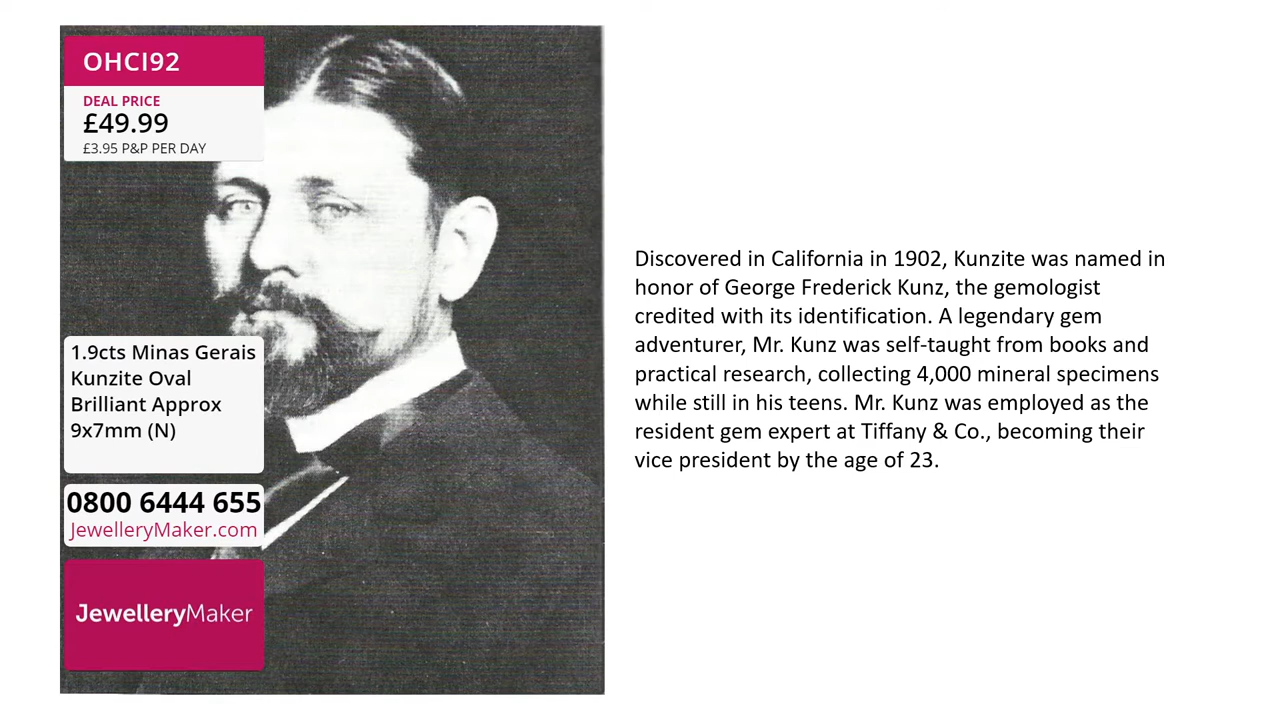 OHCI92
DEAL PRICE
£49.99
£3.95 P&P PER DAY
1.9cts Minas Gerais
Kunzite Oval
Brilliant Approx
9x7mm (N)
0800 6444 655
JewelleryMaker.com
JewelleryMaker
Discovered in California in 1902, Kunzite was named in
honor of George Frederick Kunz, the gemologist
credited with its identification. A legendary gem
adventurer, Mr. Kunz was self-taught from books and
practical research, collecting 4,000 mineral specimens
while still in his teens. Mr. Kunz was employed as the
resident gem expert at Tiffany & Co., becoming their
vice president by the age of 23.